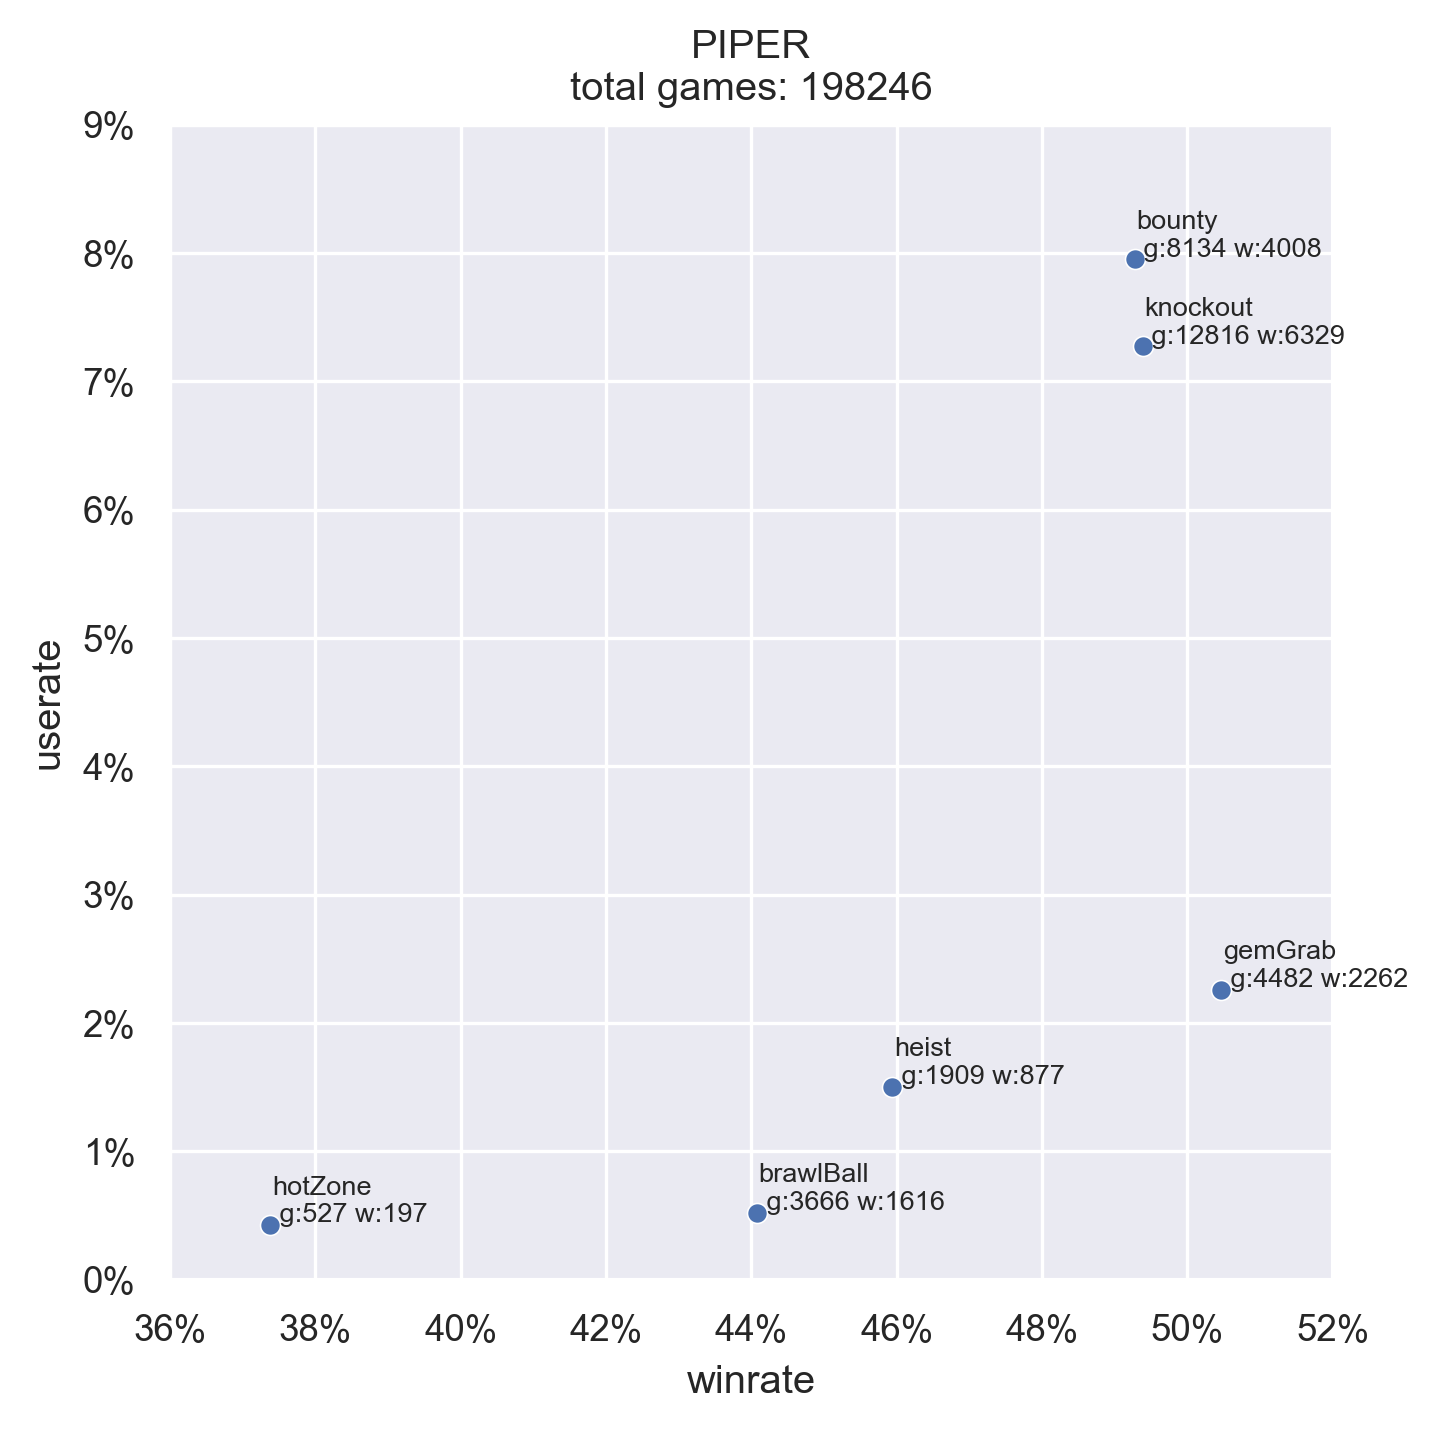 PIPER
total games: 198246
9%
8%
7%
6%
5%
4%
3%
2%
1%
0%
userate
bounty
g:8134 w:4008
knockout
g:12816 w:6329
gemGrab
g:4482 w:2262
heist
g:1909 w:877
brawlBall
g:3666 w:1616
hotZone
g:527 w:197
36% 38% 40% 42% 44% 46% 48% 50% 52%
winrate